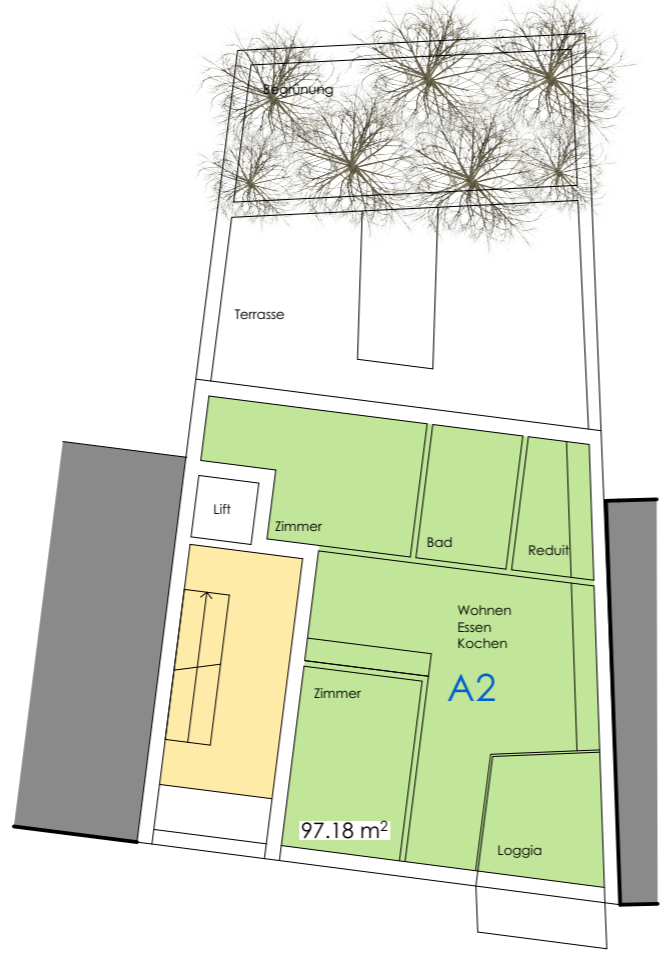 Begrünung
Terrasse
Lift
Zimmer
Bad
Reduit
Wohnen
Essen
Kochen
A2
Zimmer
97.18 m²
Loggia